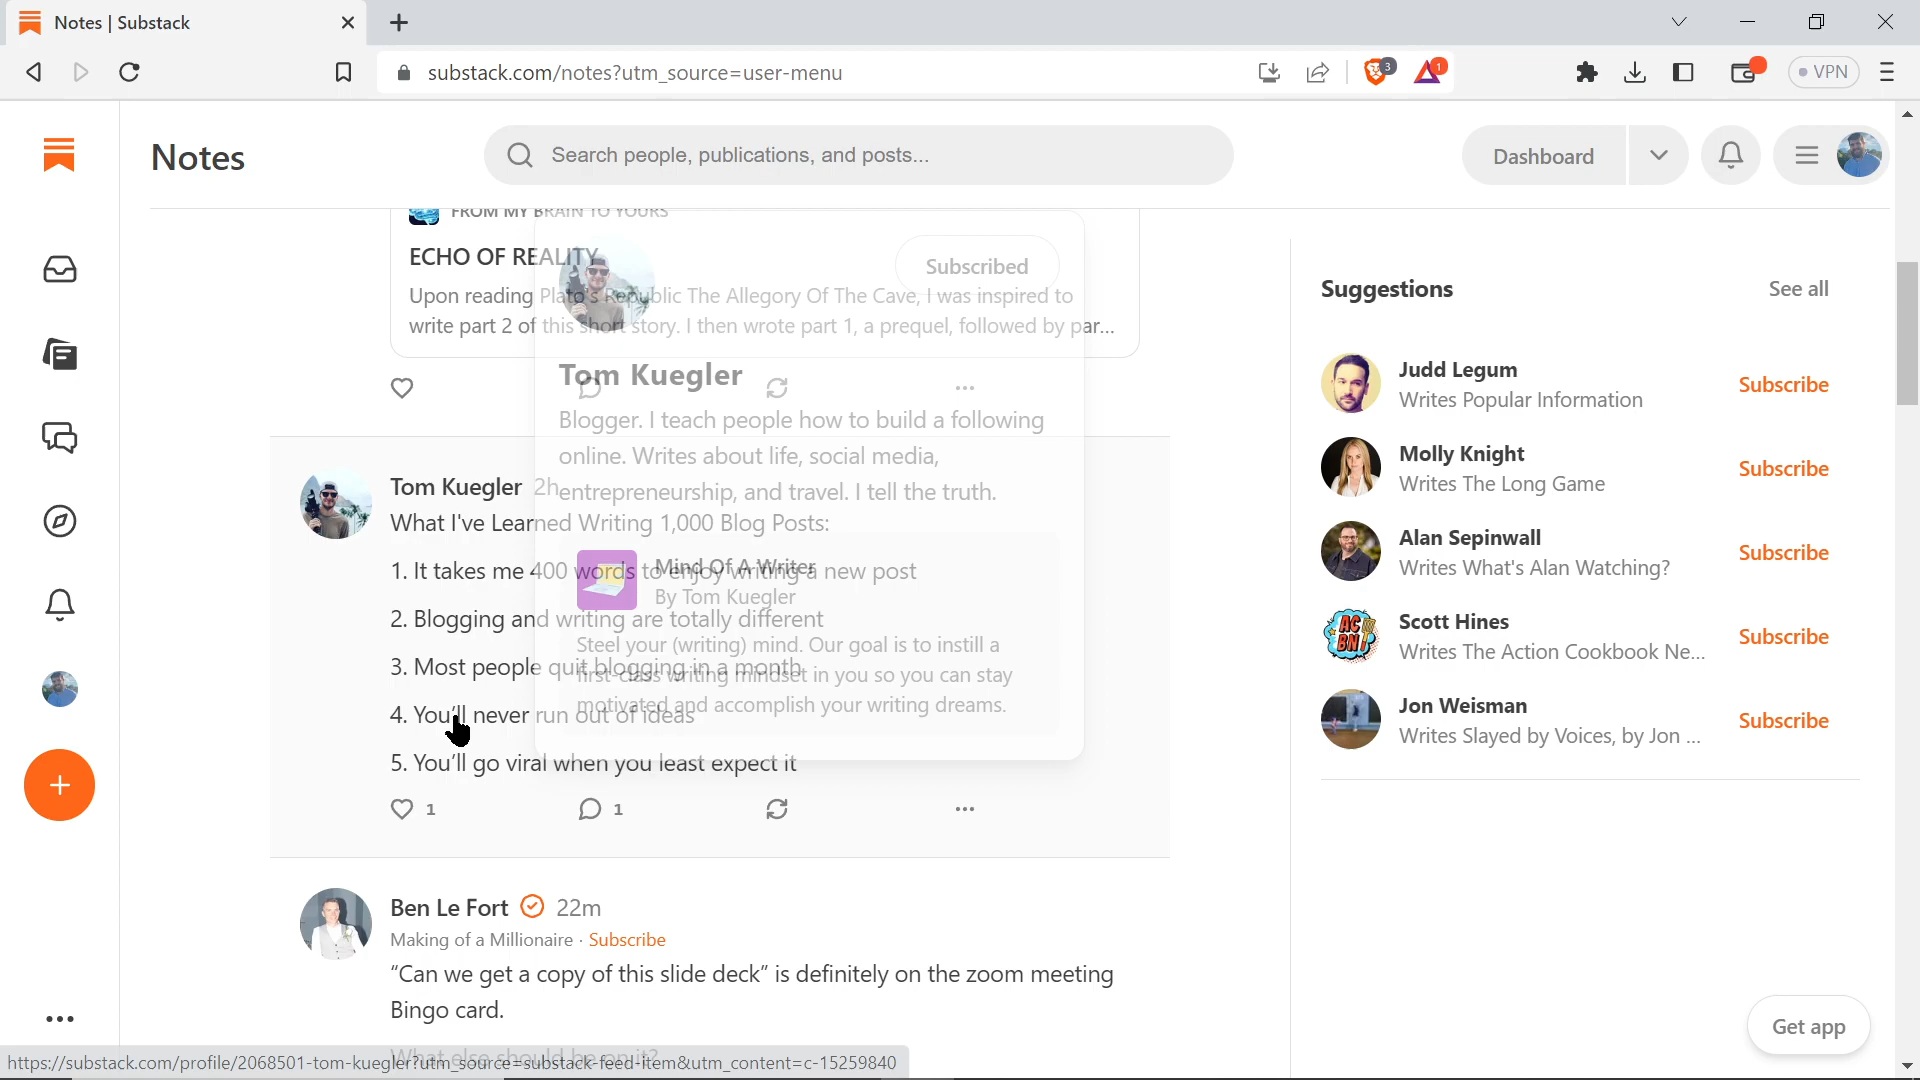 Notes | Substack
substack.com/notes?utm_source=user-menu
3
1
VPN
Notes
Search people, publications, and posts...
Dashboard
FROM MY BRAIN TO YOURS
ECHO OF REALITY
Upon reading Plato's Republic The Allegory Of The Cave, I was inspired to
write part 2 of this short story. I then wrote part 1, a prequel, followed by par...
Subscribed
Tom Kuegler
Blogger. I teach people how to build a following
online. Writes about life, social media,
entrepreneurship, and travel. I tell the truth.
Mind Of A Writer
By Tom Kuegler
Steel your (writing) mind. Our goal is to instill a
first-class writing mindset in you so you can stay
motivated and accomplish your writing dreams.
Tom Kuegler 2h
What I've Learned Writing 1,000 Blog Posts:
1. It takes me 400 words to enjoy writing a new post
2. Blogging and writing are totally different
3. Most people quit blogging in a month
4. You'll never run out of ideas
5. You'll go viral when you least expect it
1
1
Ben Le Fort 22m
Making of a Millionaire · Subscribe
“Can we get a copy of this slide deck” is definitely on the zoom meeting
Bingo card.
What else should be on it?
https://substack.com/profile/2068501-tom-kuegler?utm_source=substack-feed-item&utm_content=c-15259840
Suggestions
See all
Judd Legum
Writes Popular Information
Subscribe
Molly Knight
Writes The Long Game
Subscribe
Alan Sepinwall
Writes What's Alan Watching?
Subscribe
AC
BN!
Scott Hines
Writes The Action Cookbook Ne...
Subscribe
Jon Weisman
Writes Slayed by Voices, by Jon ...
Subscribe
Get app